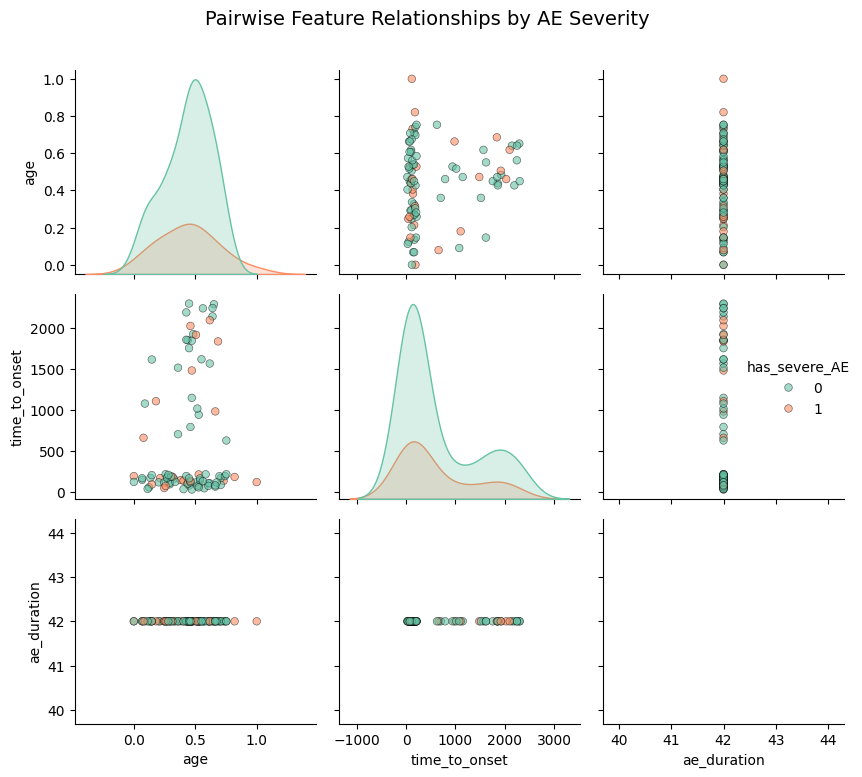 Pairwise Feature Relationships by AE Severity
1.0
0.8
0.6
0.4
0.2
0.0
age
2000
1500
1000
500
0
time_to_onset
has_severe_AE
0
1
44
43
42
41
40
ae_duration
0.0 0.5 1.0
age
−1000 0 1000 2000 3000
time_to_onset
40 41 42 43 44
ae_duration